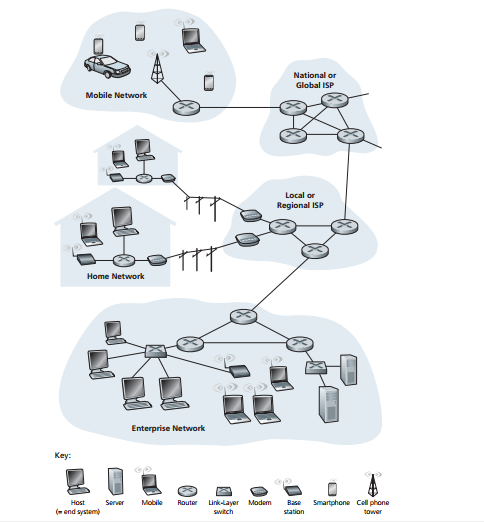 National or
Global ISP
Mobile Network
Local or
Regional ISP
Home Network
Enterprise Network
Key:
Host
(= end system)
Server
Mobile
Router
Link-Layer
switch
Modem
Base
station
Smartphone
Cell phone
tower